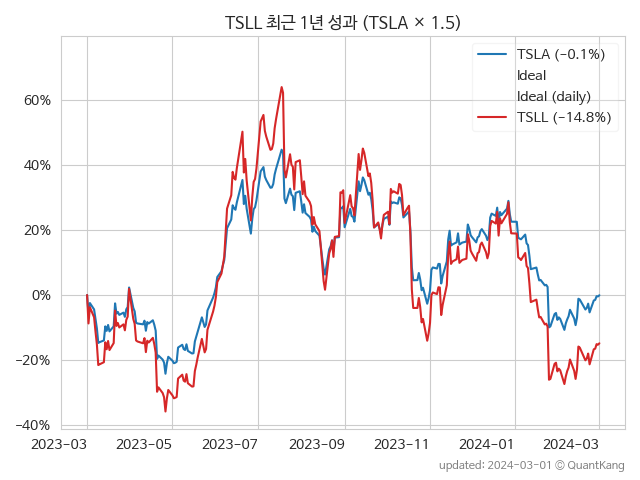 TSLL 최근 1년 성과 (TSLA × 1.5)
TSLA (−0.1%)
Ideal
Ideal (daily)
TSLL (−14.8%)
60%
40%
20%
0%
−20%
−40%
2023−03
2023−05
2023−07
2023−09
2023−11
2024−01
2024−03
updated: 2024-03-01 © QuantKang